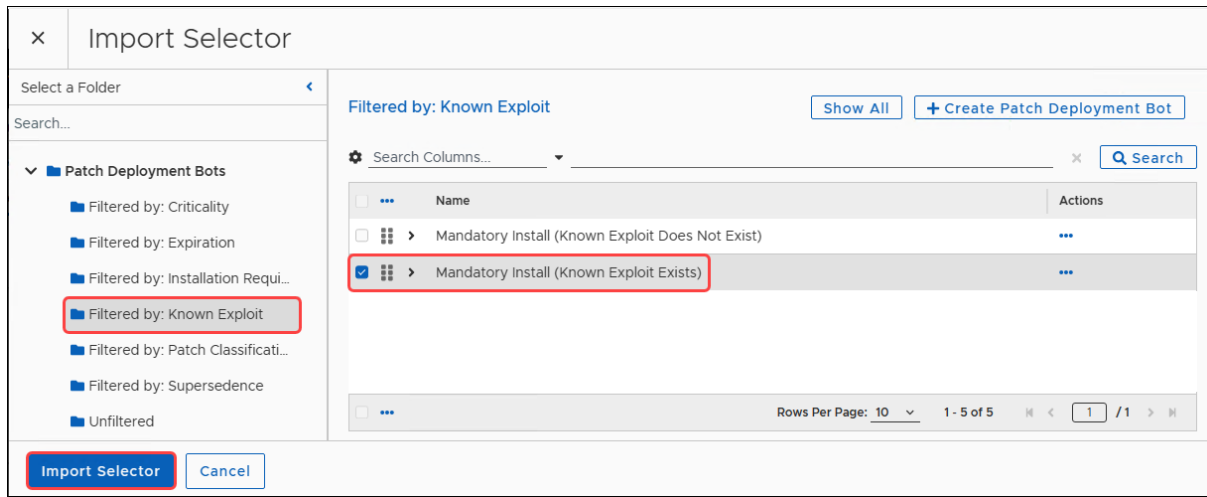 × Import Selector
Select a Folder
Search...
Patch Deployment Bots
Filtered by: Criticality
Filtered by: Expiration
Filtered by: Installation Requi...
Filtered by: Known Exploit
Filtered by: Patch Classificati...
Filtered by: Supersedence
Unfiltered
Filtered by: Known Exploit
Show All
+ Create Patch Deployment Bot
Search Columns...
Search
Name Actions
Mandatory Install (Known Exploit Does Not Exist)
Mandatory Install (Known Exploit Exists)
Rows Per Page: 10 1 - 5 of 5 1 / 1
Import Selector Cancel